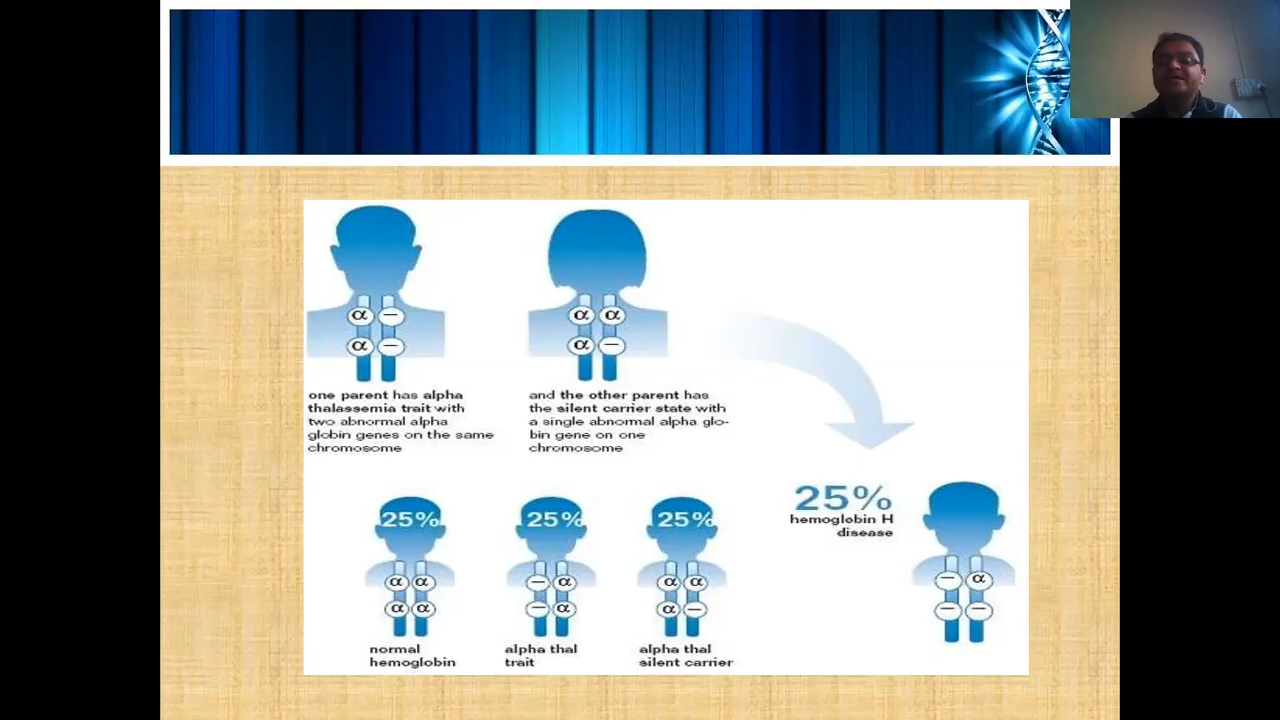 α –
α –
α α
α –
one parent has alpha
thalassemia trait with
two abnormal alpha
globin genes on the same
chromosome
and the other parent has
the silent carrier state with
a single abnormal alpha glo-
bin gene on one
chromosome
25%
α α
α α
normal
hemoglobin
25%
– α
– α
alpha thal
trait
25%
α α
α –
alpha thal
silent carrier
25%
hemoglobin H
disease
– α
– –